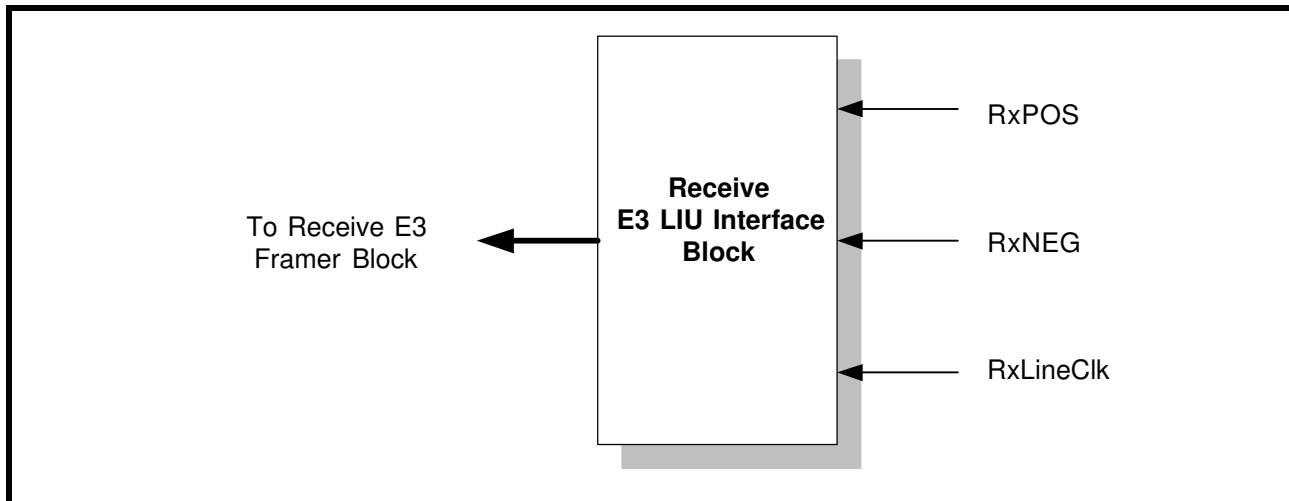 RxPOS
Receive
E3 LIU Interface
Block
To Receive E3
Framer Block
RxNEG
RxLineClk